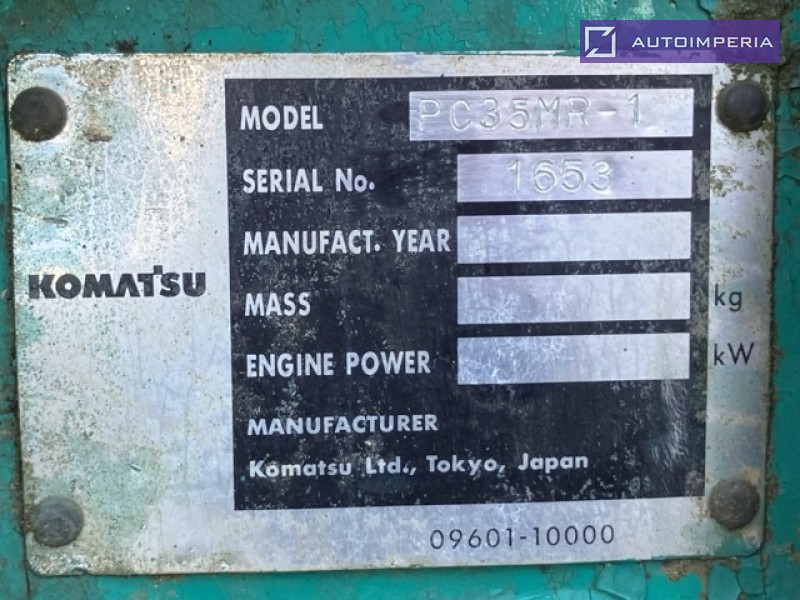 AUTOIMPERIA
MODEL PC35MR-1
SERIAL No. 1653
MANUFACT. YEAR
KOMATSU
MASS kg
ENGINE POWER kW
MANUFACTURER
Komatsu Ltd., Tokyo, Japan
09601-10000